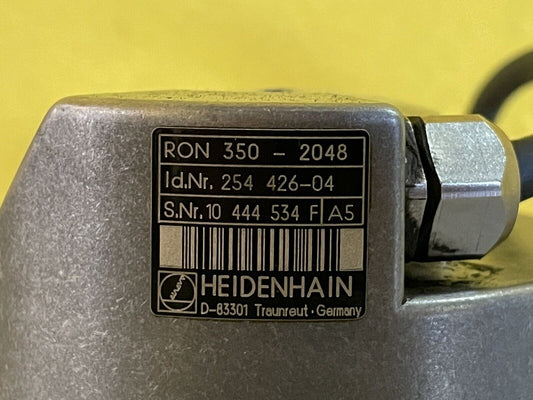 RON 350 - 2048
Id.Nr. 254 426-04
S.Nr. 10 444 534 F A5
HEIDENHAIN
D-83301 Traunreut · Germany